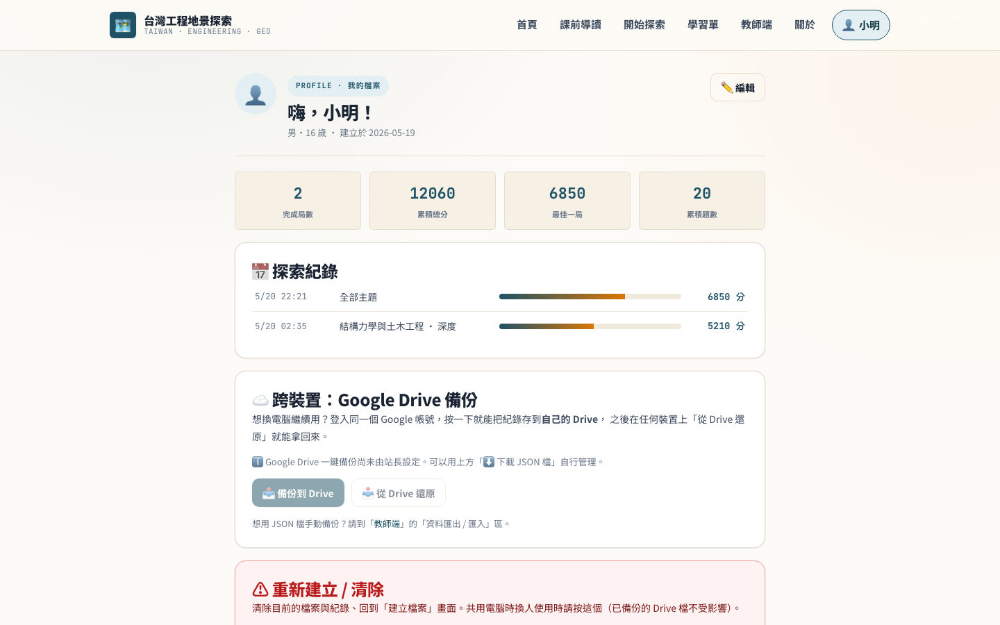 台灣工程地景探索
TAIWAN · ENGINEERING · GEO
首頁
課前導讀
開始探索
學習單
教師端
關於
小明
PROFILE · 我的檔案
嗨，小明！
男・16 歲 ・ 建立於 2026-05-19
編輯
2
完成局數
12060
累積總分
6850
最佳一局
20
累積題數
17 探索紀錄
5/20 22:21 全部主題 6850 分
5/20 02:35 結構力學與土木工程 ・ 深度 5210 分
跨裝置：Google Drive 備份
想換電腦繼續用？登入同一個 Google 帳號，按一下就能把紀錄存到自己的 Drive， 之後在任何裝置上「從 Drive 還
原」就能拿回來。
ℹ️ Google Drive 一鍵備份尚未由站長設定。可以用上方「⬇️ 下載 JSON 檔」自行管理。
備份到 Drive
從 Drive 還原
想用 JSON 檔手動備份？請到「教師端」的「資料匯出 / 匯入」區。
⚠ 重新建立 / 清除
清除目前的檔案與紀錄、回到「建立檔案」畫面。共用電腦時換人使用時請按這個（已備份的 Drive 檔不受影響）。